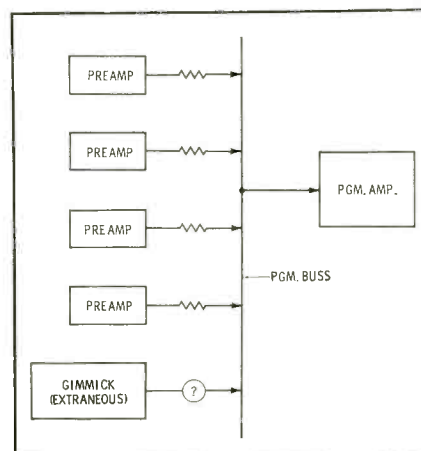 PREAMP
PREAMP
PGM. AMP.
PREAMP
PGM. BUSS
PREAMP
GIMMICK
(EXTRANEOUS)
?